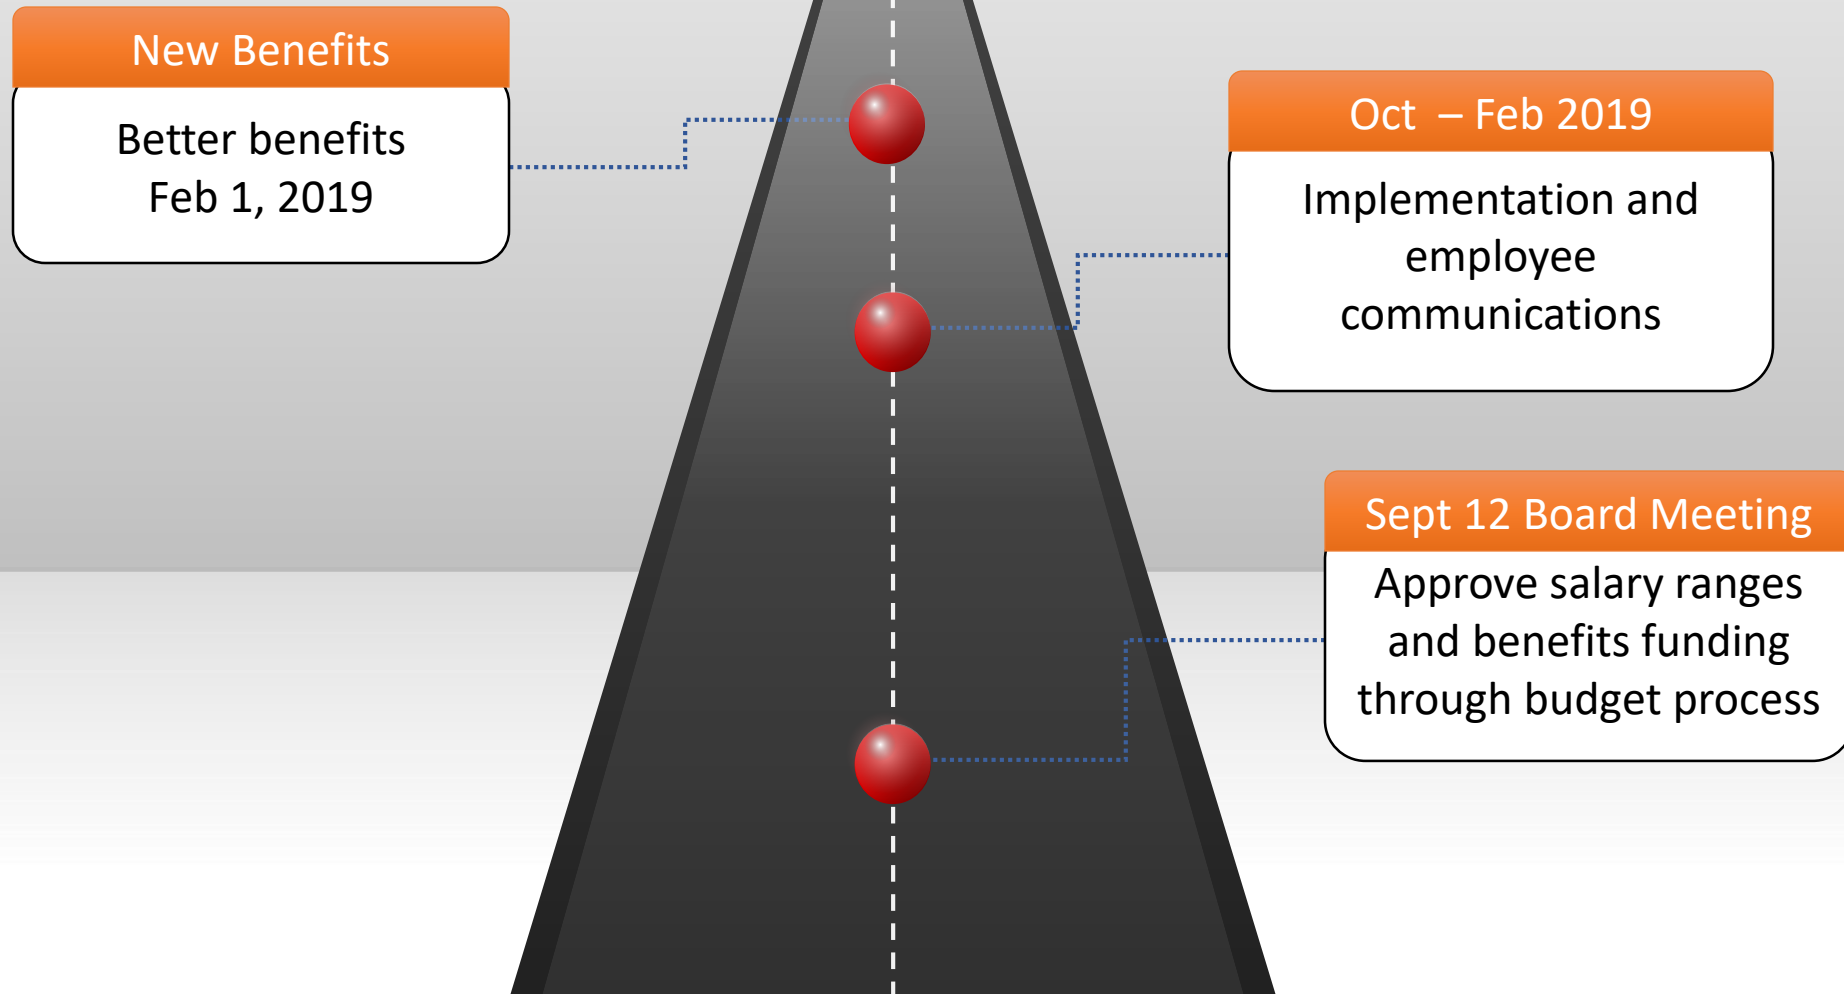 New Benefits
Better benefits
Feb 1, 2019
Oct – Feb 2019
Implementation and
employee
communications
Sept 12 Board Meeting
Approve salary ranges
and benefits funding
through budget process